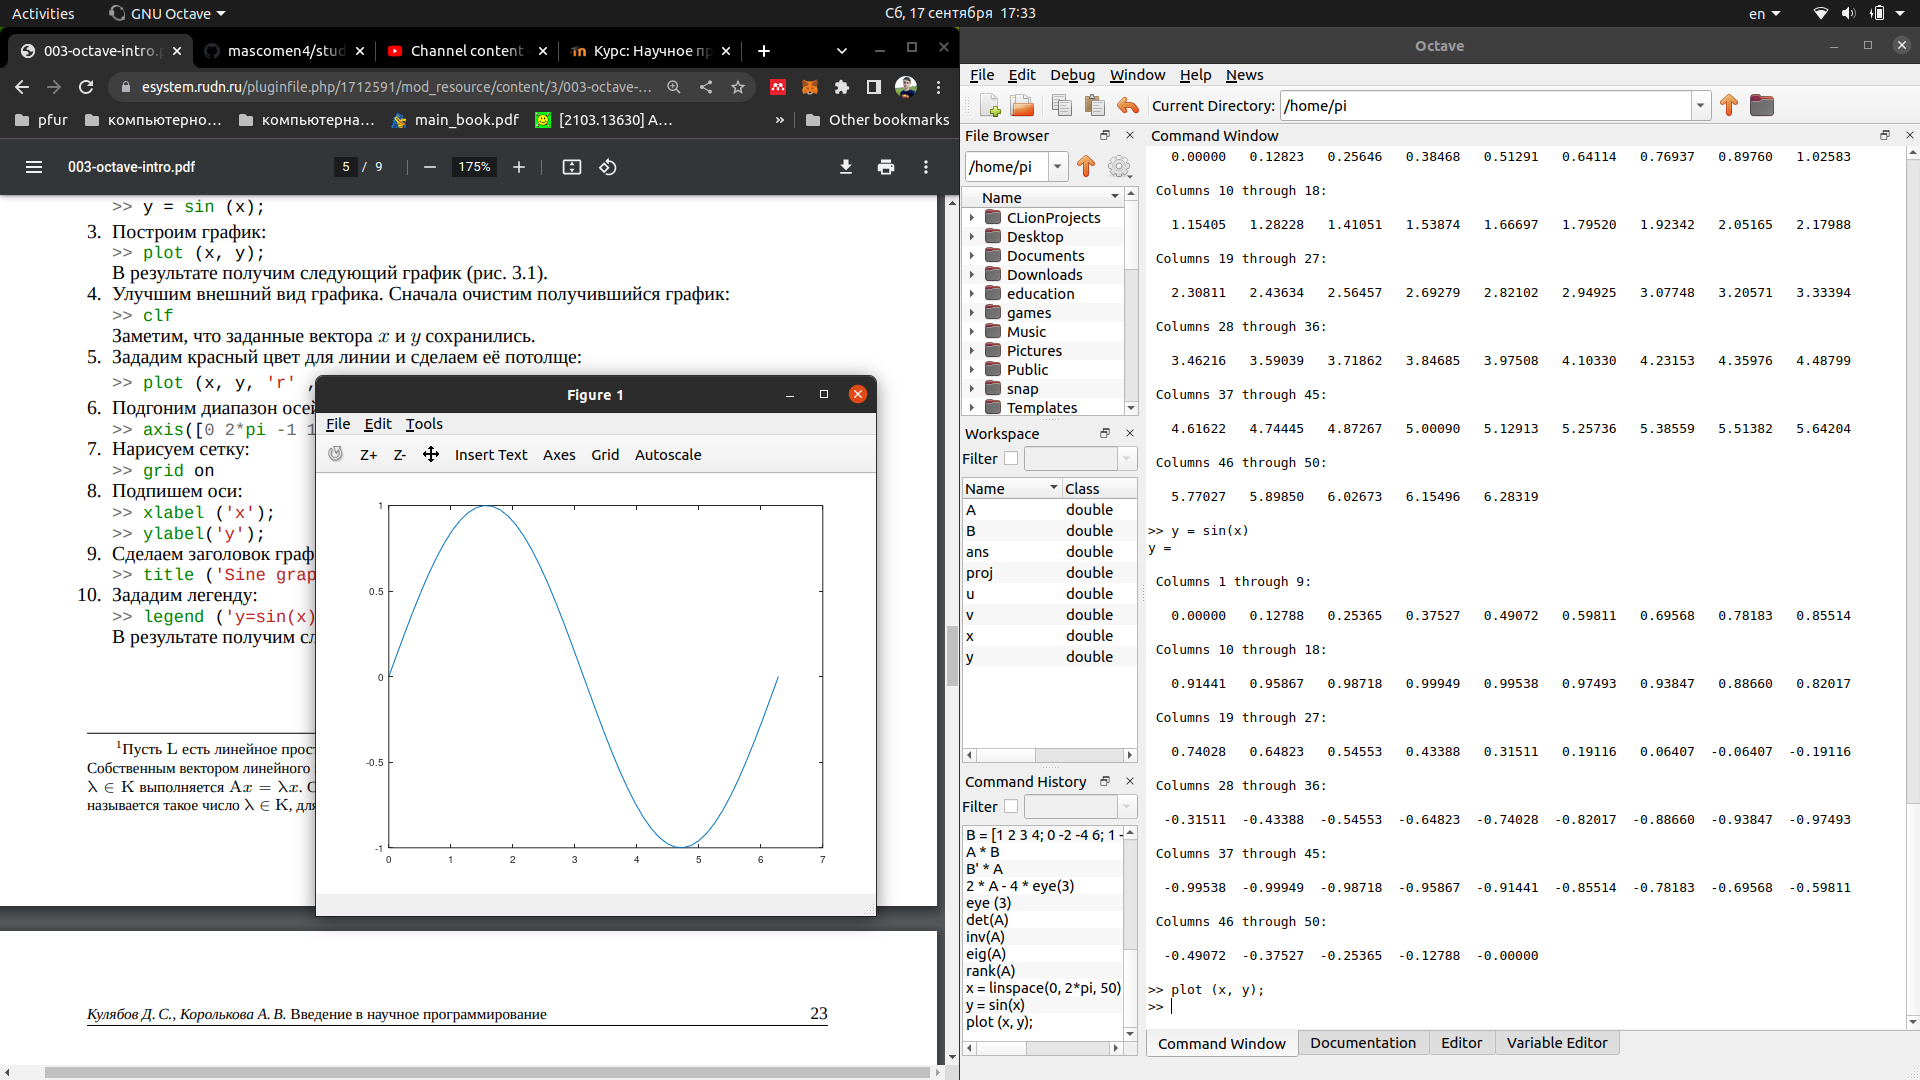 Activities
GNU Octave
Сб, 17 сентября 17:33
en
003-octave-intro.p
mascomen4/stud
Channel content
Курс: Научное пр
esystem.rudn.ru/pluginfile.php/1712591/mod_resource/content/3/003-octave-...
pfur
компьютерно...
компьютерна...
main_book.pdf
[2103.13630] A...
»
Other bookmarks
003-octave-intro.pdf
5 / 9
175%
>> y = sin (x);
3. Построим график:
>> plot (x, y);
В результате получим следующий график (рис. 3.1).
4. Улучшим внешний вид графика. Сначала очистим получившийся график:
>> clf
Заметим, что заданные вектора x и y сохранились.
5. Зададим красный цвет для линии и сделаем её потолще:
>> plot (x, y, 'r' ,
6. Подгоним диапазон осей
>> axis([0 2*pi -1 1
7. Нарисуем сетку:
>> grid on
8. Подпишем оси:
>> xlabel ('x');
>> ylabel('y');
9. Сделаем заголовок граф
>> title ('Sine grap
10. Зададим легенду:
>> legend ('y=sin(x)
В результате получим сл
¹Пусть L есть линейное прост
Собственным вектором линейного
λ ∈ K выполняется Ax = λx. С
называется такое число λ ∈ K, для
Кулябов Д. С., Королькова А. В. Введение в научное программирование
23
Figure 1
File Edit Tools
Z+ Z- Insert Text Axes Grid Autoscale
1
0.5
0
-0.5
-1
0 1 2 3 4 5 6 7
Octave
File Edit Debug Window Help News
Current Directory: /home/pi
File Browser
/home/pi
Name
CLionProjects
Desktop
Documents
Downloads
education
games
Music
Pictures
Public
snap
Templates
Workspace
Filter
Name Class
A double
B double
ans double
proj double
u double
v double
x double
y double
Command History
Filter
B = [1 2 3 4; 0 -2 -4 6; 1 -
A * B
B' * A
2 * A - 4 * eye(3)
eye (3)
det(A)
inv(A)
eig(A)
rank(A)
x = linspace(0, 2*pi, 50)
y = sin(x)
plot (x, y);
Command Window
0.00000 0.12823 0.25646 0.38468 0.51291 0.64114 0.76937 0.89760 1.02583
Columns 10 through 18:
1.15405 1.28228 1.41051 1.53874 1.66697 1.79520 1.92342 2.05165 2.17988
Columns 19 through 27:
2.30811 2.43634 2.56457 2.69279 2.82102 2.94925 3.07748 3.20571 3.33394
Columns 28 through 36:
3.46216 3.59039 3.71862 3.84685 3.97508 4.10330 4.23153 4.35976 4.48799
Columns 37 through 45:
4.61622 4.74445 4.87267 5.00090 5.12913 5.25736 5.38559 5.51382 5.64204
Columns 46 through 50:
5.77027 5.89850 6.02673 6.15496 6.28319
>> y = sin(x)
y =
Columns 1 through 9:
0.00000 0.12788 0.25365 0.37527 0.49072 0.59811 0.69568 0.78183 0.85514
Columns 10 through 18:
0.91441 0.95867 0.98718 0.99949 0.99538 0.97493 0.93847 0.88660 0.82017
Columns 19 through 27:
0.74028 0.64823 0.54553 0.43388 0.31511 0.19116 0.06407 -0.06407 -0.19116
Columns 28 through 36:
-0.31511 -0.43388 -0.54553 -0.64823 -0.74028 -0.82017 -0.88660 -0.93847 -0.97493
Columns 37 through 45:
-0.99538 -0.99949 -0.98718 -0.95867 -0.91441 -0.85514 -0.78183 -0.69568 -0.59811
Columns 46 through 50:
-0.49072 -0.37527 -0.25365 -0.12788 -0.00000
>> plot (x, y);
>>
Command Window Documentation Editor Variable Editor